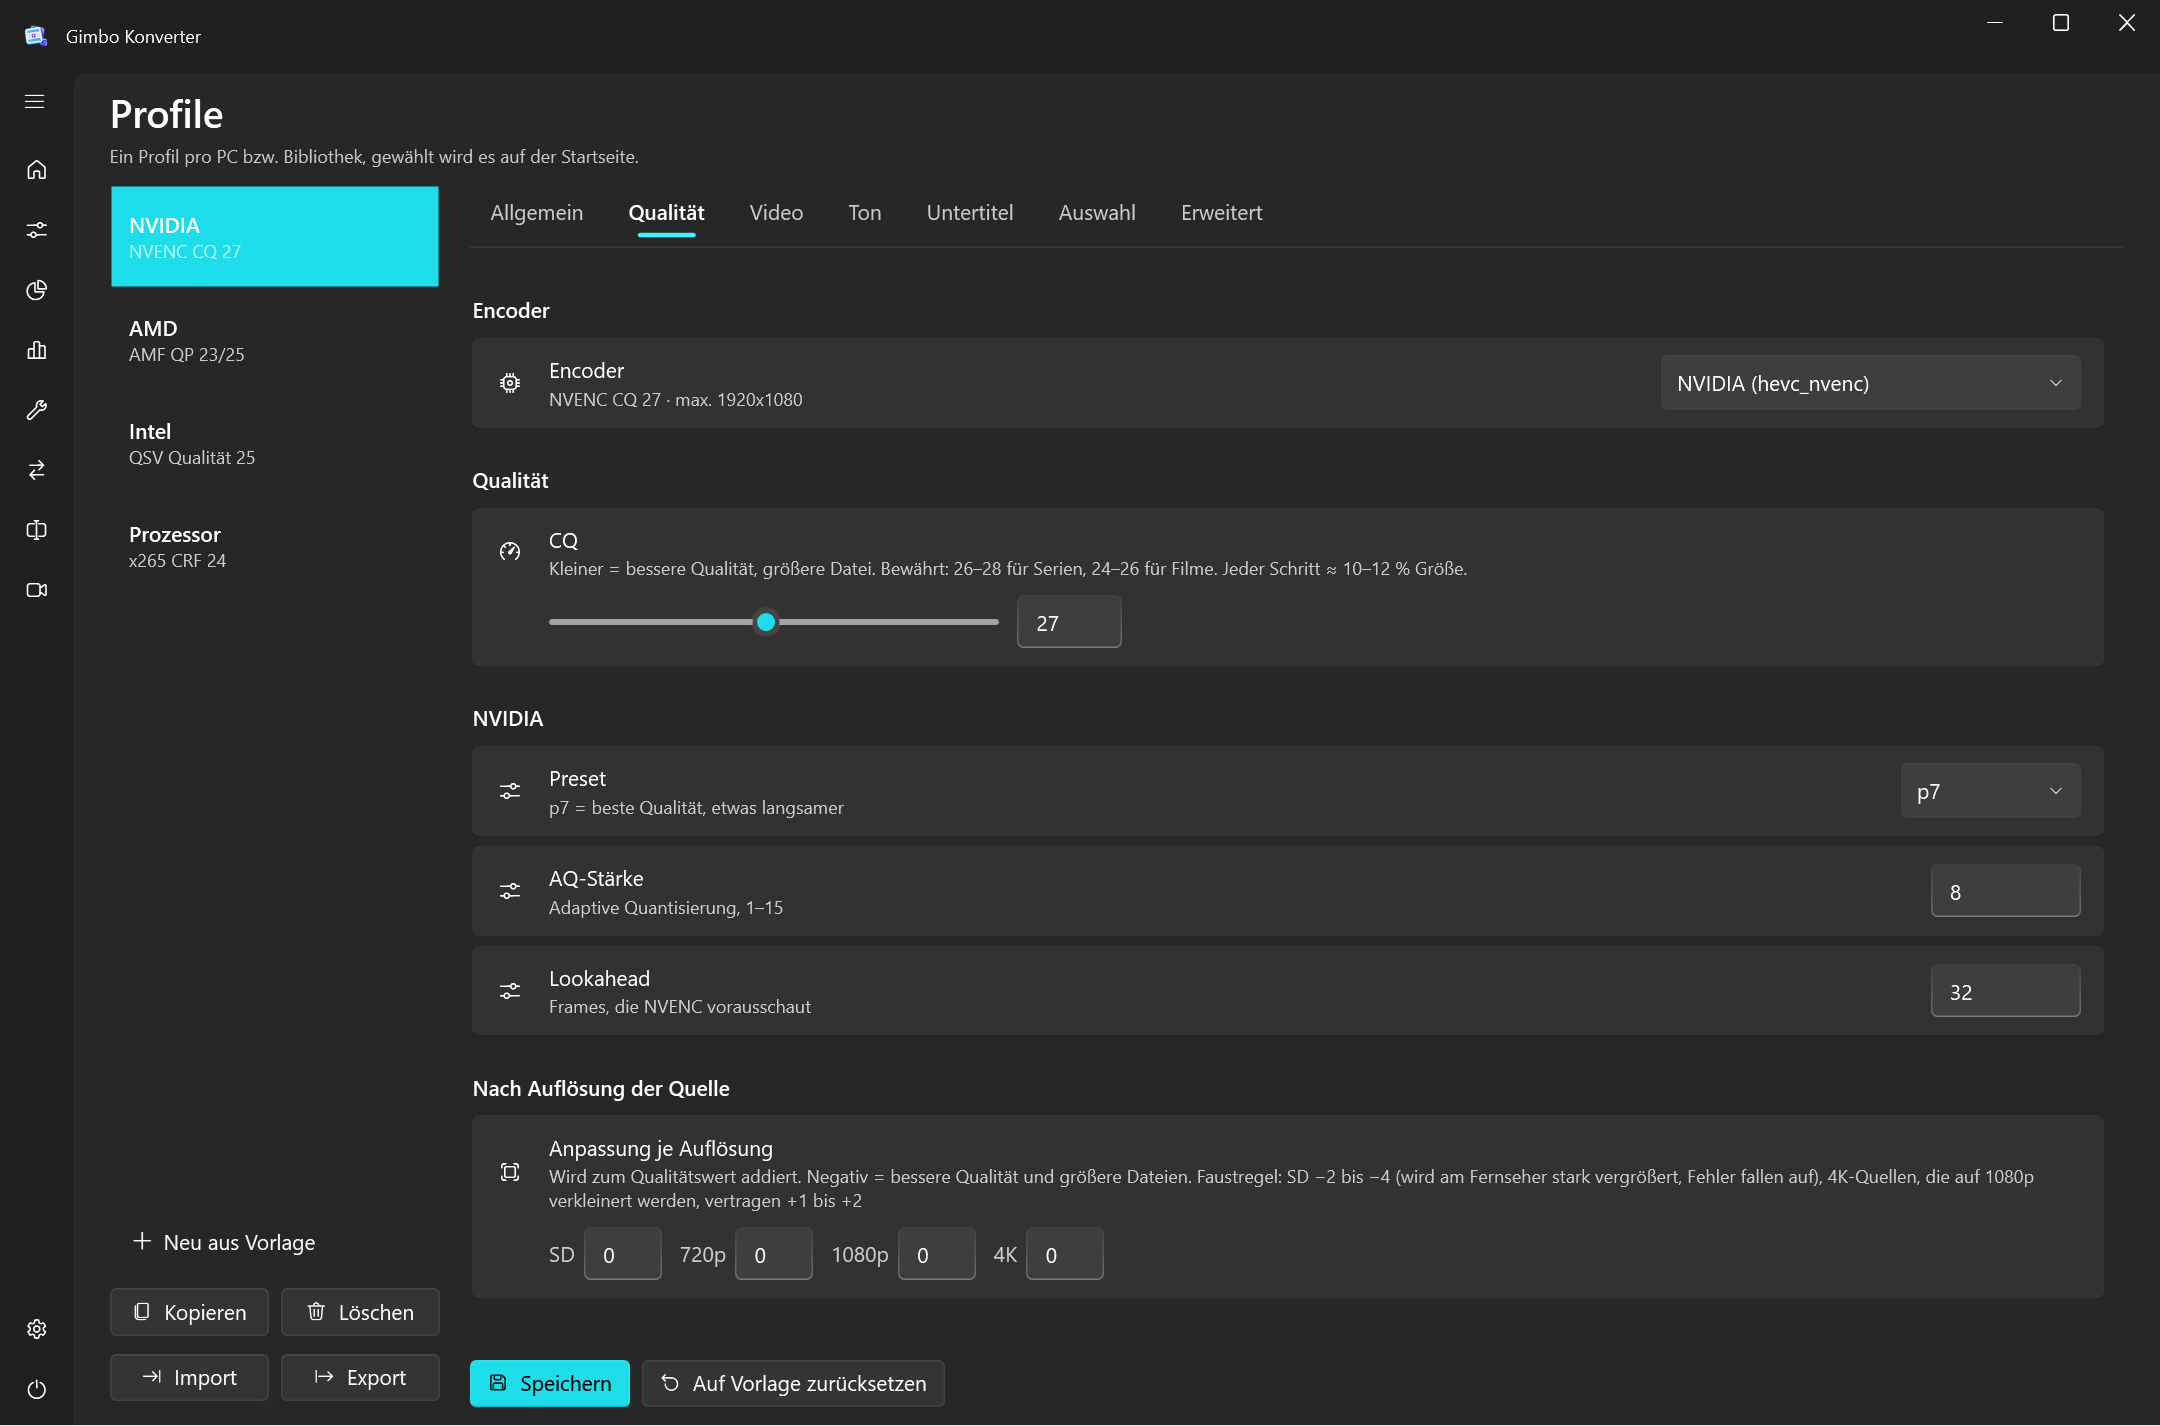 Gimbo Konverter
Profile
Ein Profil pro PC bzw. Bibliothek, gewählt wird es auf der Startseite.
NVIDIA
NVENC CQ 27
AMD
AMF QP 23/25
Intel
QSV Qualität 25
Prozessor
x265 CRF 24
Neu aus Vorlage
Kopieren
Löschen
Import
Export
Allgemein Qualität Video Ton Untertitel Auswahl Erweitert
Encoder
Encoder
NVENC CQ 27 · max. 1920x1080
NVIDIA (hevc_nvenc)
Qualität
CQ
Kleiner = bessere Qualität, größere Datei. Bewährt: 26–28 für Serien, 24–26 für Filme. Jeder Schritt ≈ 10–12 % Größe.
27
NVIDIA
Preset
p7 = beste Qualität, etwas langsamer
p7
AQ-Stärke
Adaptive Quantisierung, 1–15
8
Lookahead
Frames, die NVENC vorausschaut
32
Nach Auflösung der Quelle
Anpassung je Auflösung
Wird zum Qualitätswert addiert. Negativ = bessere Qualität und größere Dateien. Faustregel: SD −2 bis −4 (wird am Fernseher stark vergrößert, Fehler fallen auf), 4K-Quellen, die auf 1080p
verkleinert werden, vertragen +1 bis +2
SD 0 720p 0 1080p 0 4K 0
Speichern
Auf Vorlage zurücksetzen